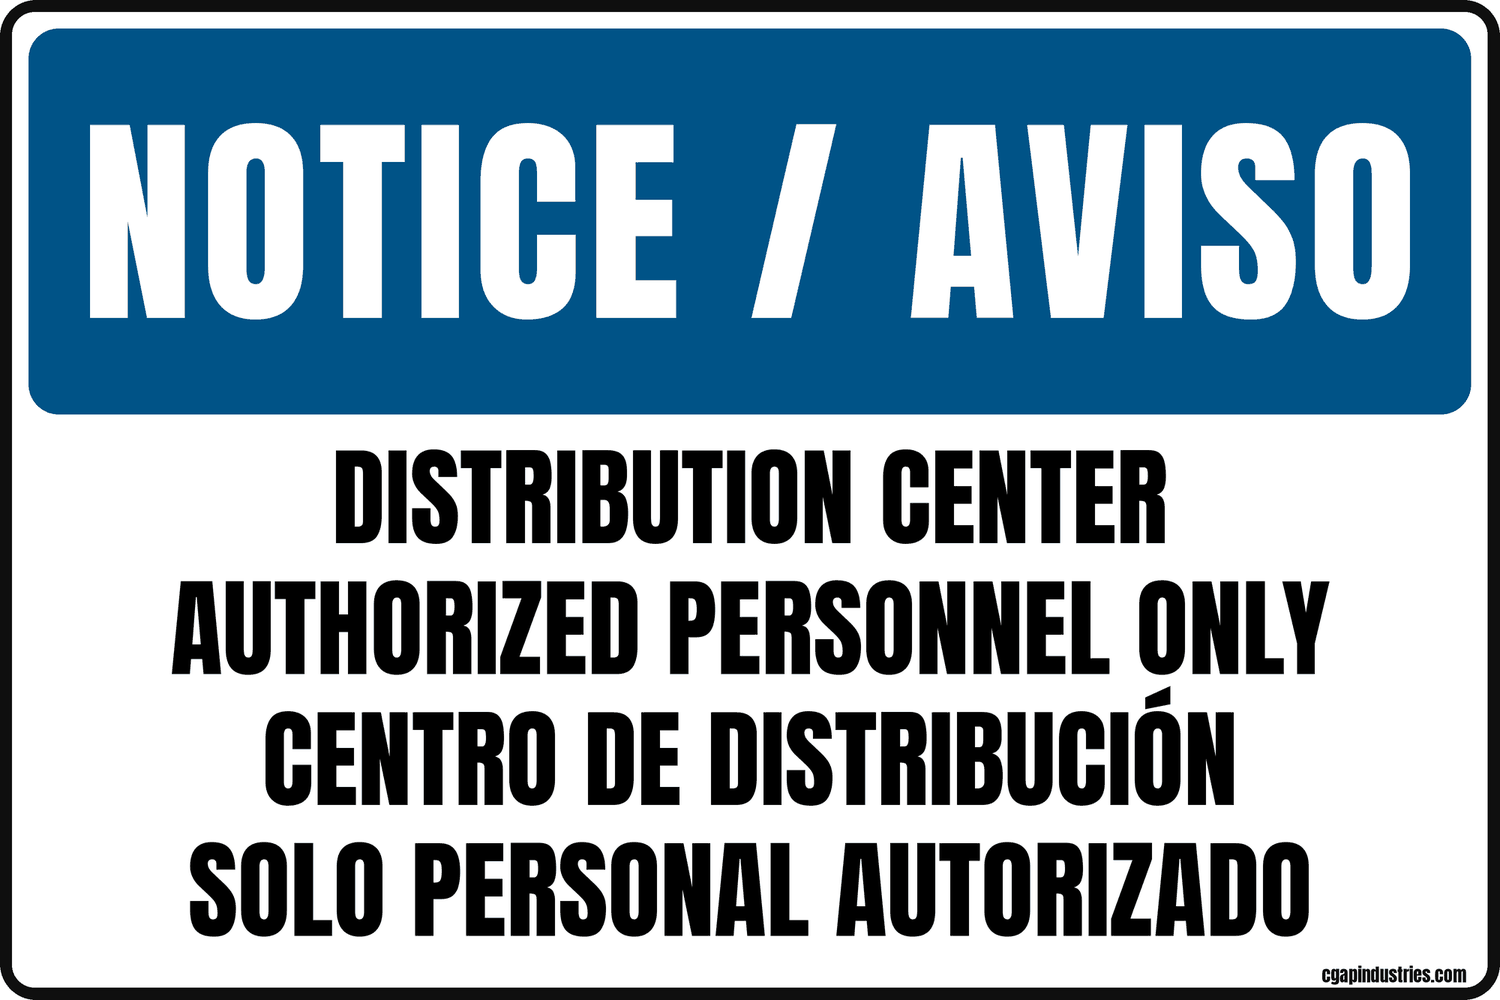 NOTICE / AVISO
DISTRIBUTION CENTER
AUTHORIZED PERSONNEL ONLY
CENTRO DE DISTRIBUCIÓN
SOLO PERSONAL AUTORIZADO
cgapindustries.com